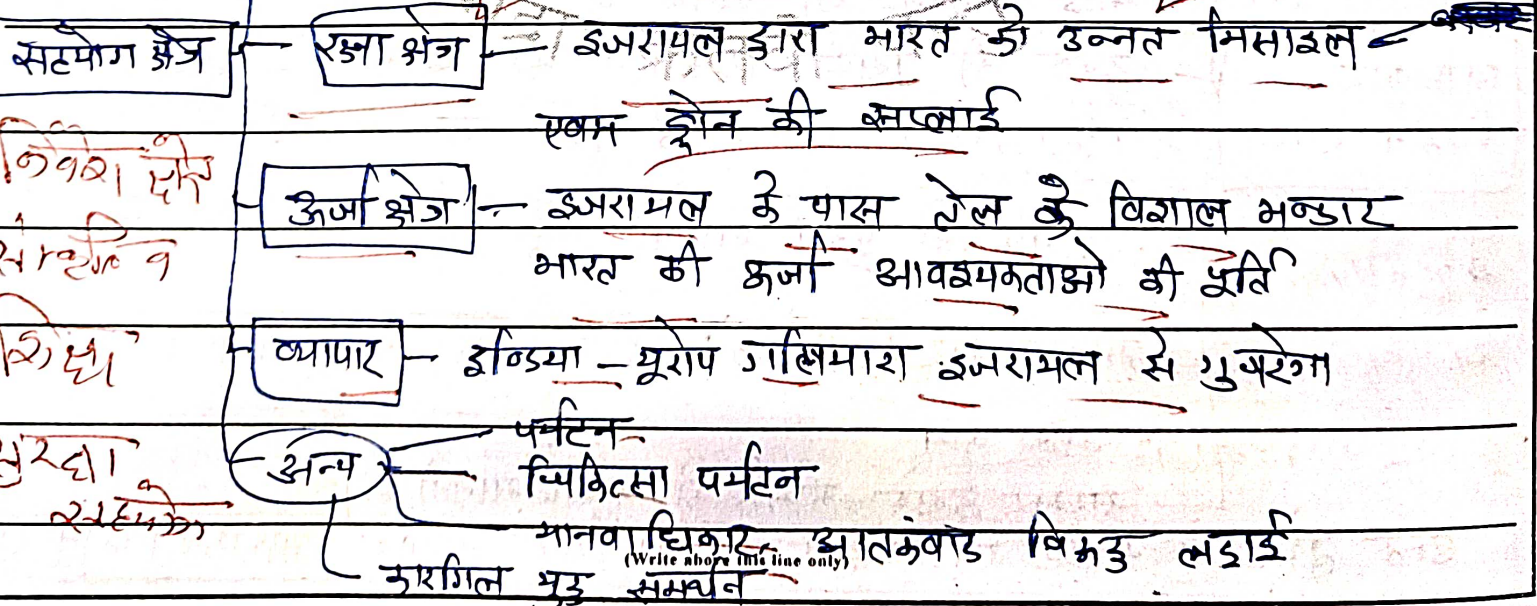 सहयोग क्षेत्र
रक्षा क्षेत्र — इजरायल द्वारा भारत को उन्नत मिसाइल
एवम ड्रोन की सप्लाई
निवेश क्षेत्र
ऊर्जा क्षेत्र — इजरायल के पास तेल के विशाल भन्डार
भारत की ऊर्जा आवश्यकताओ की पूर्ति
व
शिक्षा
व्यापार — इण्डिया – यूरोप गलियारा इजरायल से गुजरेगा
सुरक्षा
अन्य
पर्यटन
चिकित्सा पर्यटन
मानवाधिकार, आतंकवाद विरूद्ध लड़ाई
(Write above this line only)
कारगिल युद्ध समर्थन